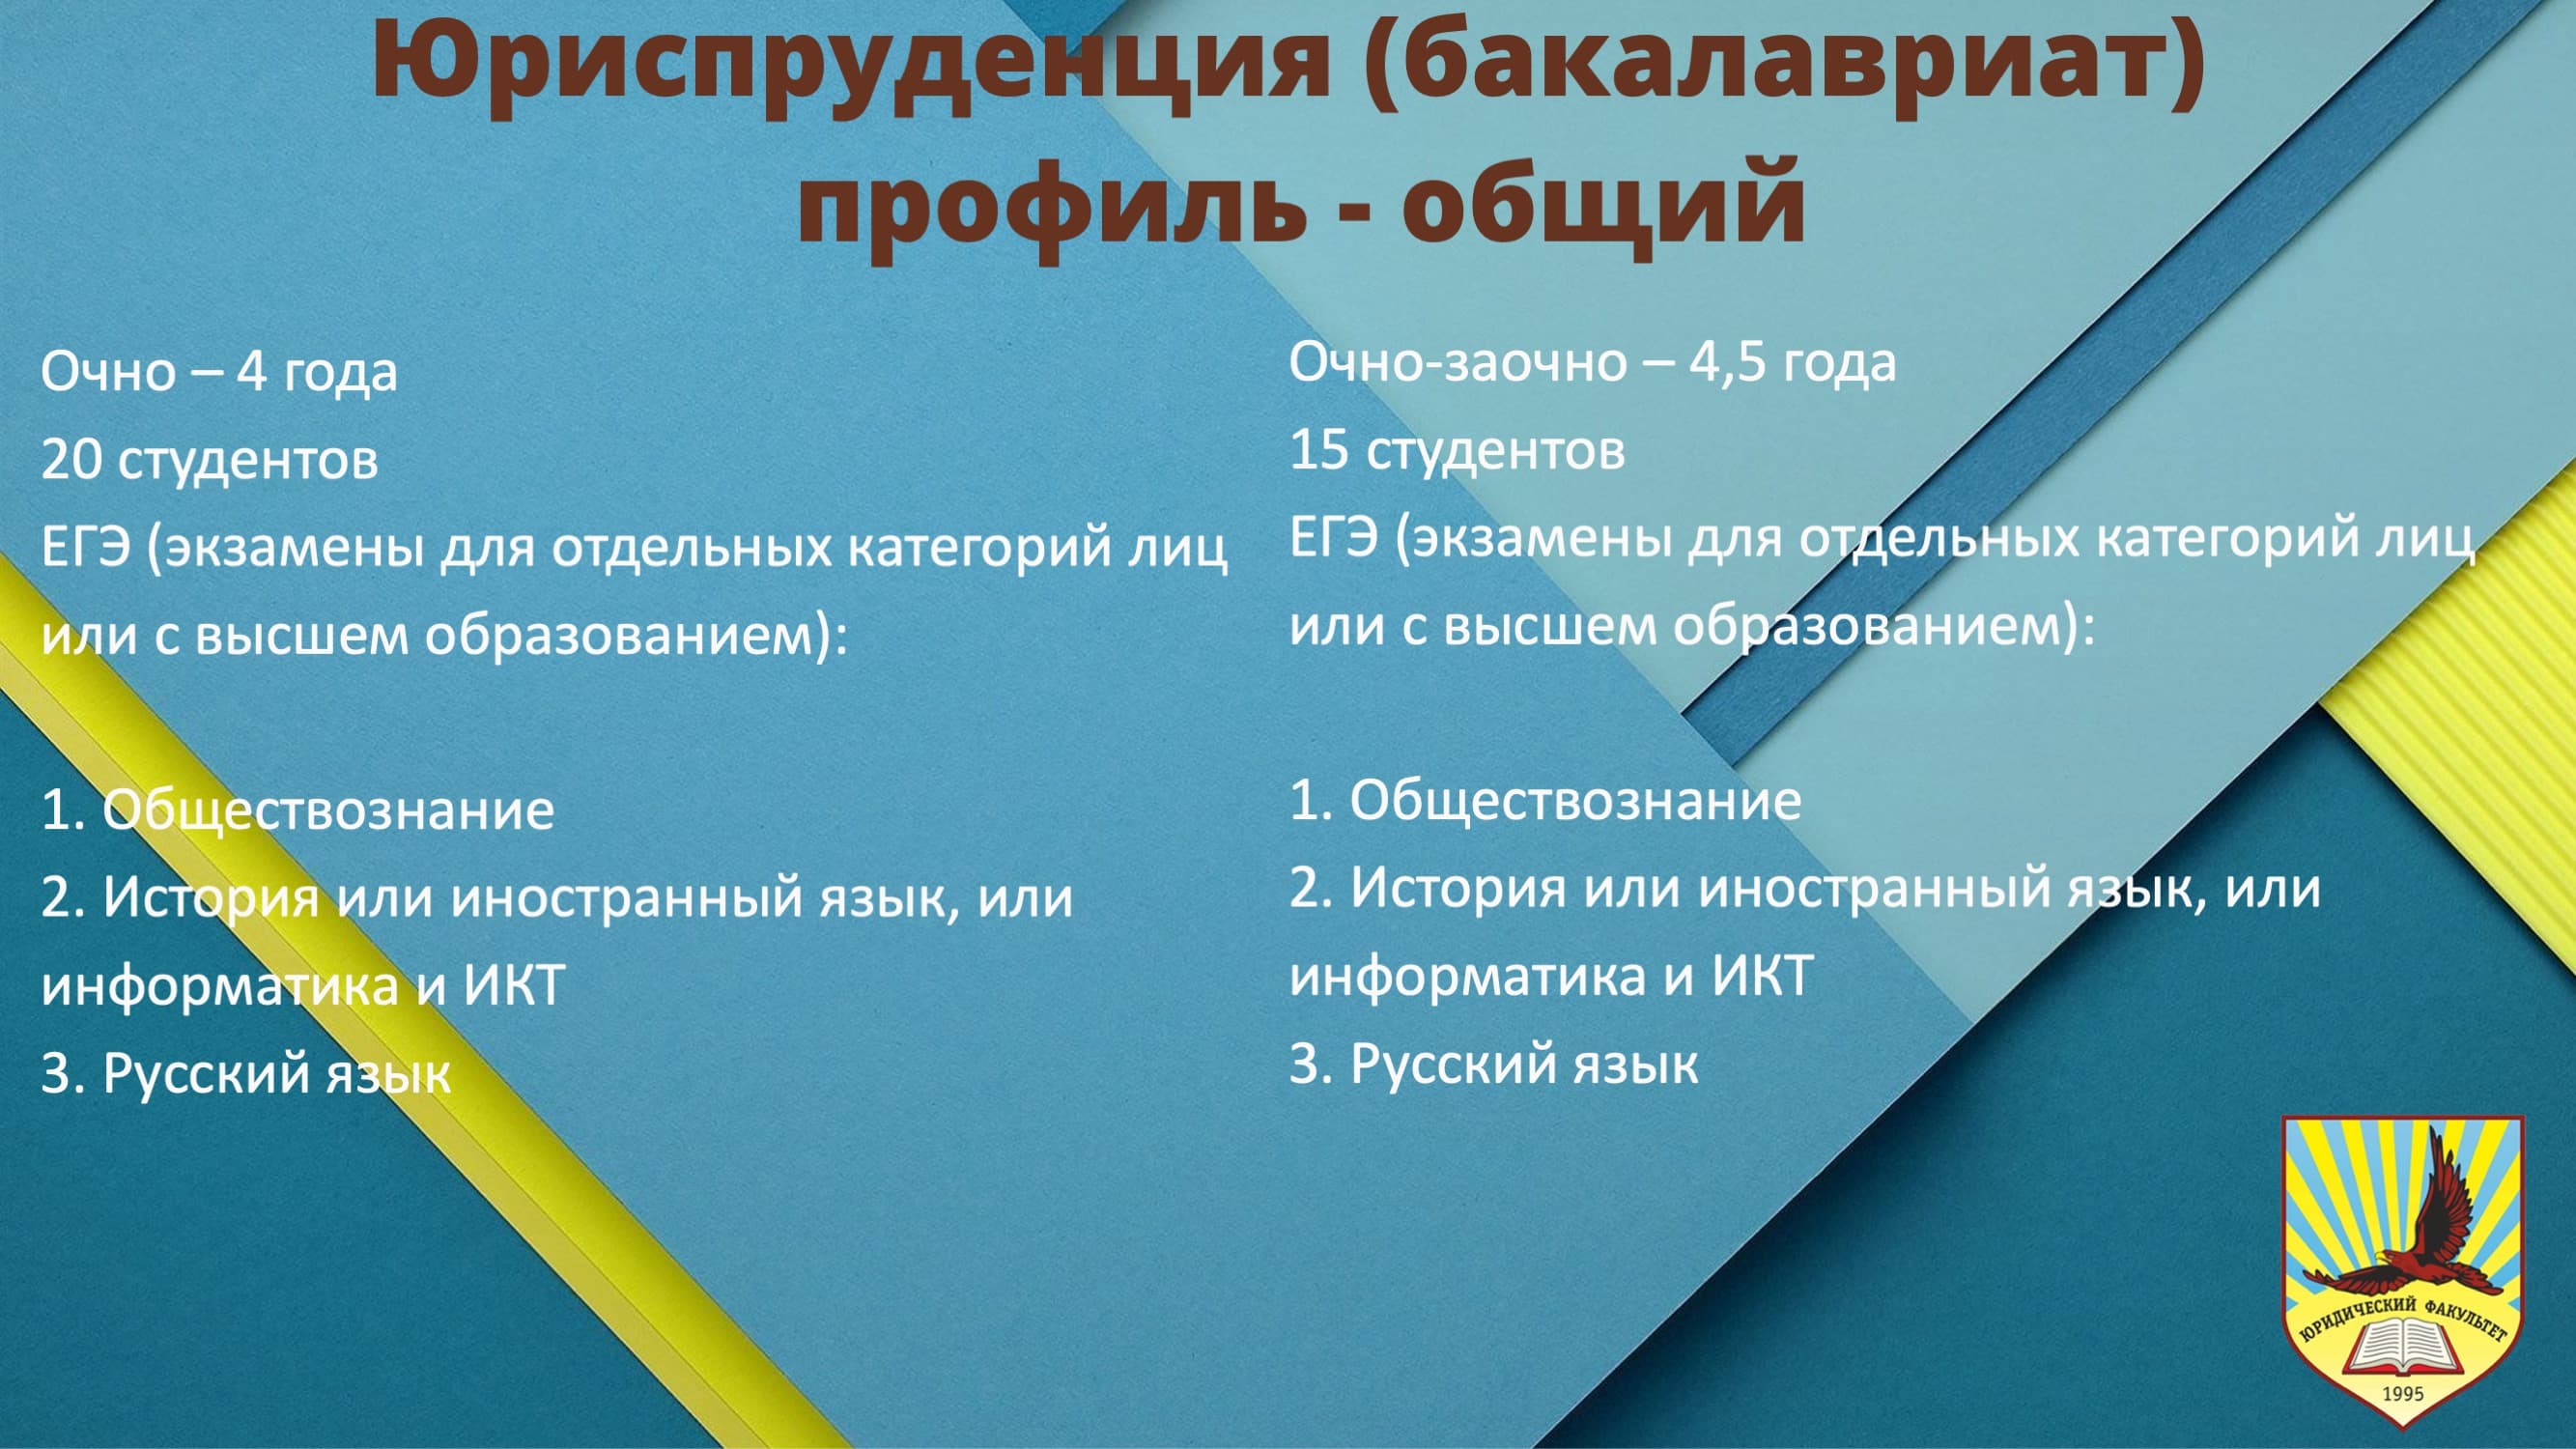 Юриспруденция (бакалавриат)
профиль - общий
Очно – 4 года
20 студентов
ЕГЭ (экзамены для отдельных категорий лиц
или с высшем образованием):
1. Обществознание
2. История или иностранный язык, или
информатика и ИКТ
3. Русский язык
Очно-заочно – 4,5 года
15 студентов
ЕГЭ (экзамены для отдельных категорий лиц
или с высшем образованием):
1. Обществознание
2. История или иностранный язык, или
информатика и ИКТ
3. Русский язык
ЮРИДИЧЕСКИЙ ФАКУЛЬТЕТ
1995